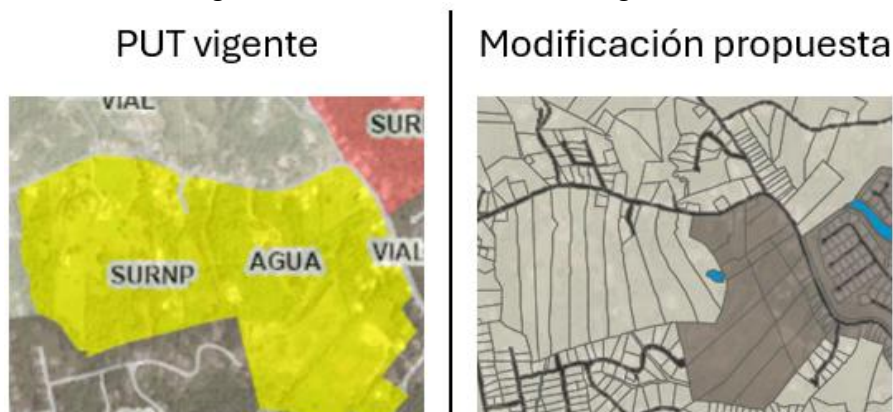 PUT vigente
Modificación propuesta
VIAL
SUR
SURNP
AGUA
VIAL